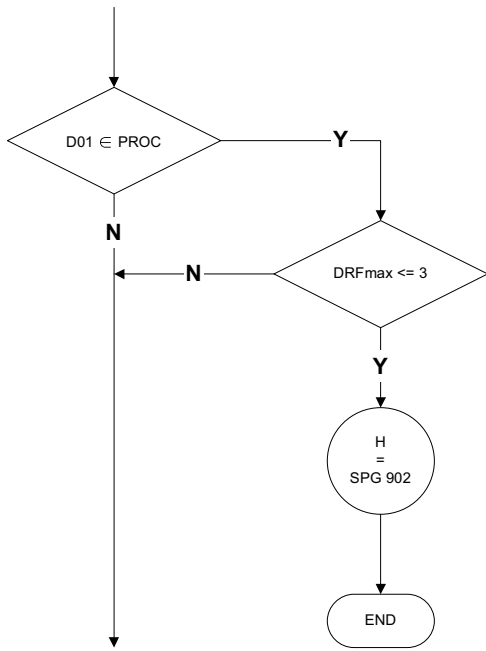 D01 ∈ PROC
Y
N
N
DRFmax <= 3
Y
H
=
SPG 902
END